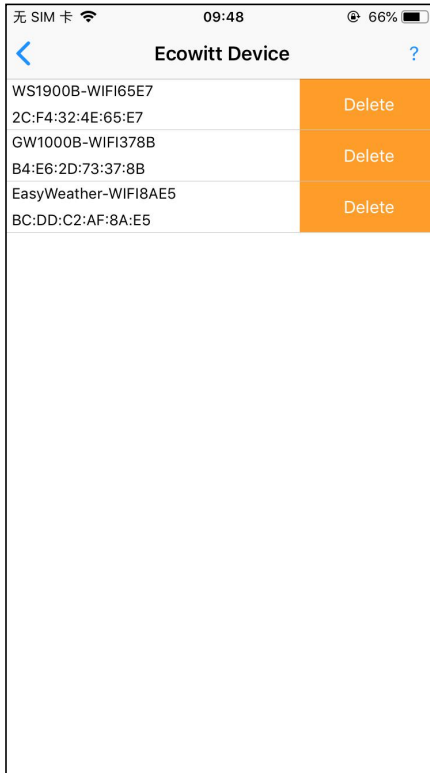 无 SIM 卡 09:48 66%
Ecowitt Device ?
WS1900B-WIFI65E7
2C:F4:32:4E:65:E7
Delete
GW1000B-WIFI378B
B4:E6:2D:73:37:8B
Delete
EasyWeather-WIFI8AE5
BC:DD:C2:AF:8A:E5
Delete